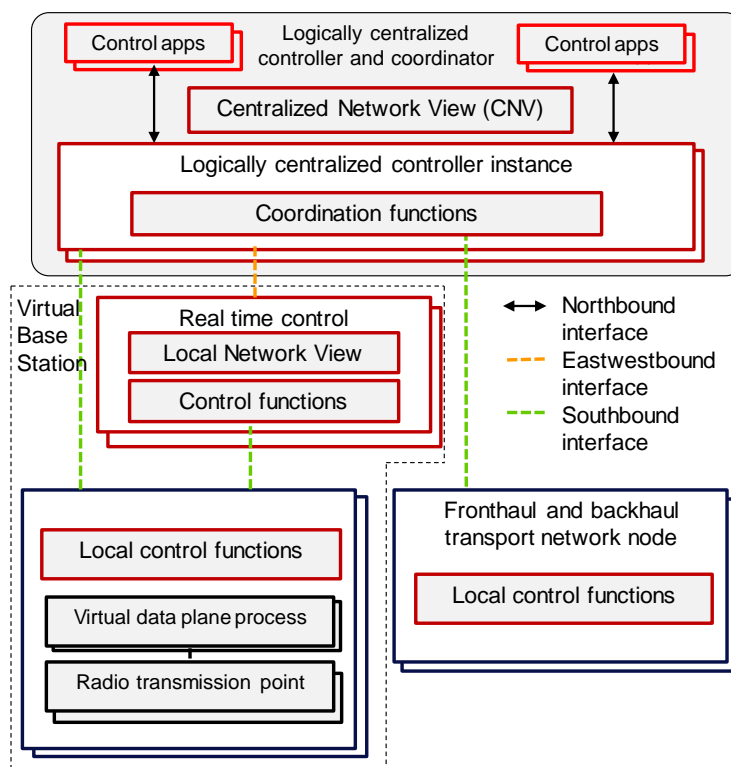 Control apps
Logically centralized
controller and coordinator
Control apps
Centralized Network View (CNV)
Logically centralized controller instance
Coordination functions
Virtual
Base
Station
Real time control
Local Network View
Control functions
Northbound
interface
Eastwestbound
interface
Southbound
interface
Local control functions
Virtual data plane process
Radio transmission point
Fronthaul and backhaul
transport network node
Local control functions